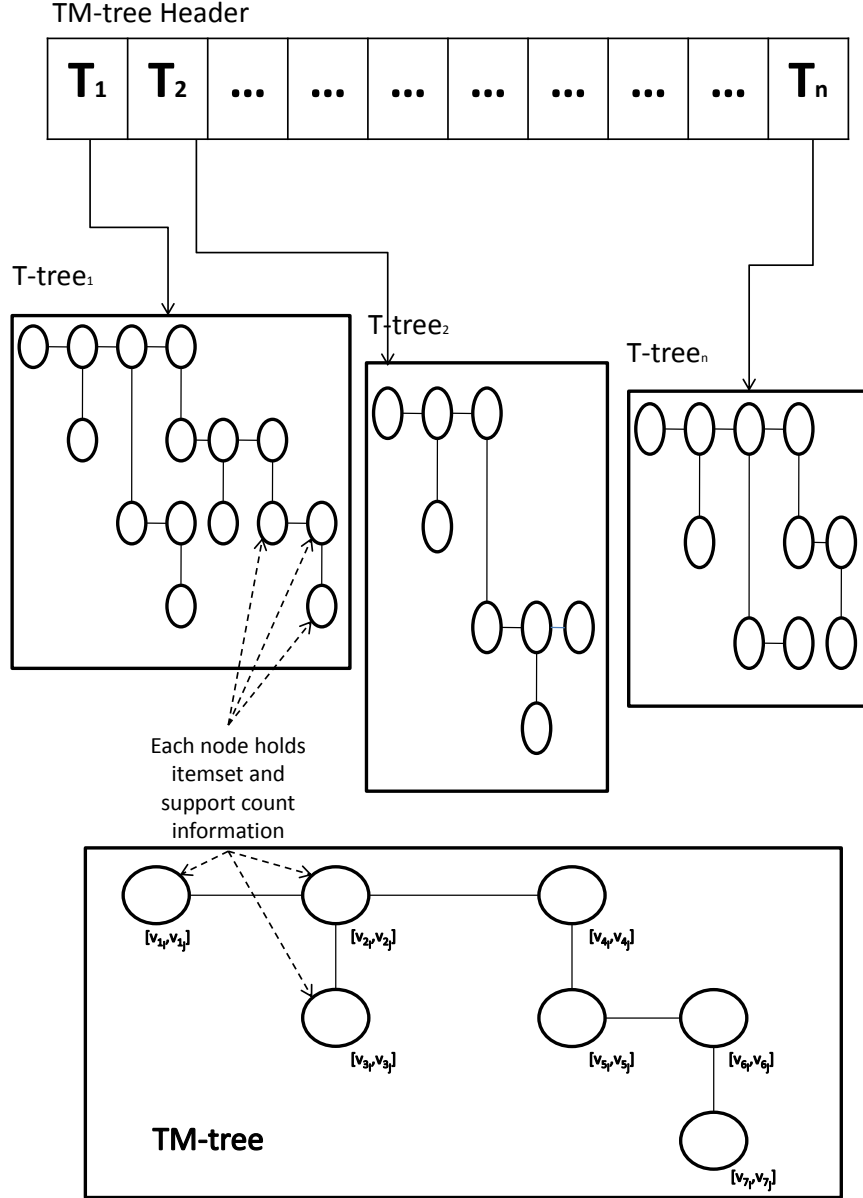 TM-tree Header
T1 T2 ... ... ... ... ... ... ... Tn
T-tree1
T-tree2
T-treen
Each node holds
itemset and
support count
information
[v1i,v1j] [v2i,v2j] [v4i,v4j]
[v3i,v3j] [v5i,v5j] [v6i,v6j]
TM-tree
[v7i,v7j]